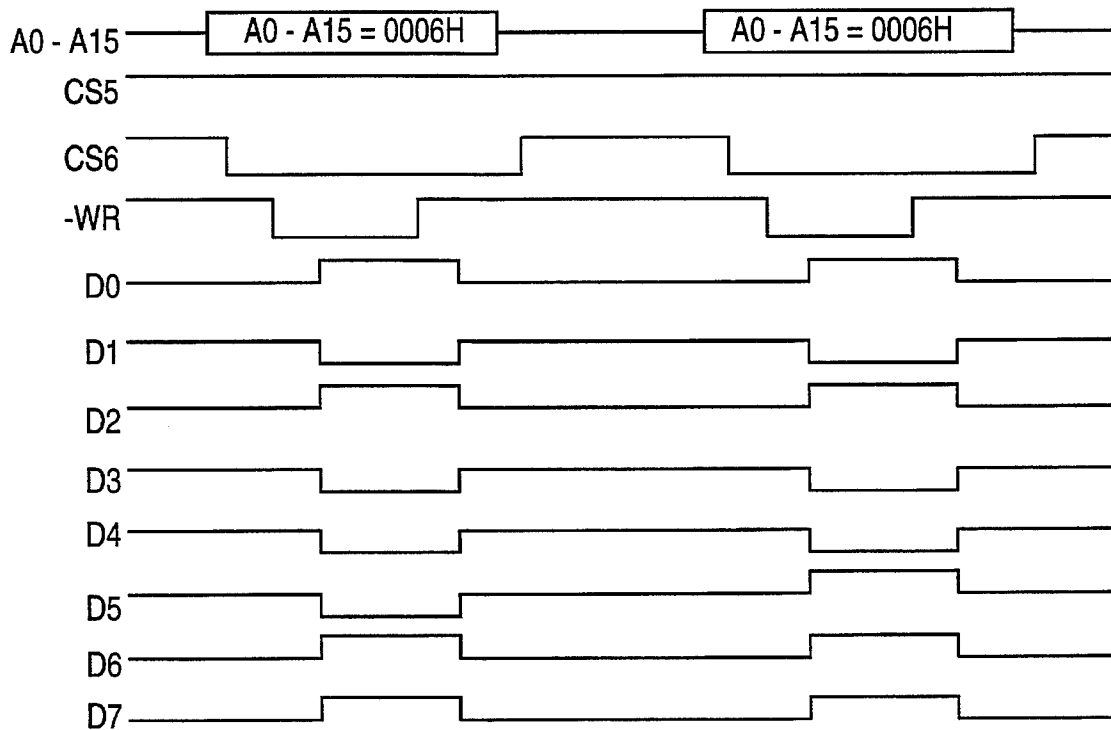 A0 - A15 A0 - A15 = 0006H A0 - A15 = 0006H
CS5
CS6
-WR
D0
D1
D2
D3
D4
D5
D6
D7